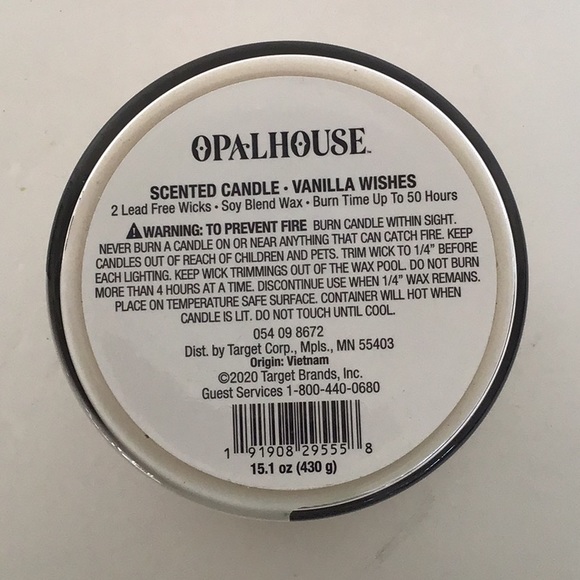 OPALHOUSE™
SCENTED CANDLE • VANILLA WISHES
2 Lead Free Wicks • Soy Blend Wax • Burn Time Up To 50 Hours
⚠WARNING: TO PREVENT FIRE BURN CANDLE WITHIN SIGHT.
NEVER BURN A CANDLE ON OR NEAR ANYTHING THAT CAN CATCH FIRE. KEEP
CANDLES OUT OF REACH OF CHILDREN AND PETS. TRIM WICK TO 1/4" BEFORE
EACH LIGHTING. KEEP WICK TRIMMINGS OUT OF THE WAX POOL. DO NOT BURN
MORE THAN 4 HOURS AT A TIME. DISCONTINUE USE WHEN 1/4" WAX REMAINS.
PLACE ON TEMPERATURE SAFE SURFACE. CONTAINER WILL HOT WHEN
CANDLE IS LIT. DO NOT TOUCH UNTIL COOL.
054 09 8672
Dist. by Target Corp., Mpls., MN 55403
Origin: Vietnam
©2020 Target Brands, Inc.
Guest Services 1-800-440-0680
1 91908 29555 8
15.1 oz (430 g)